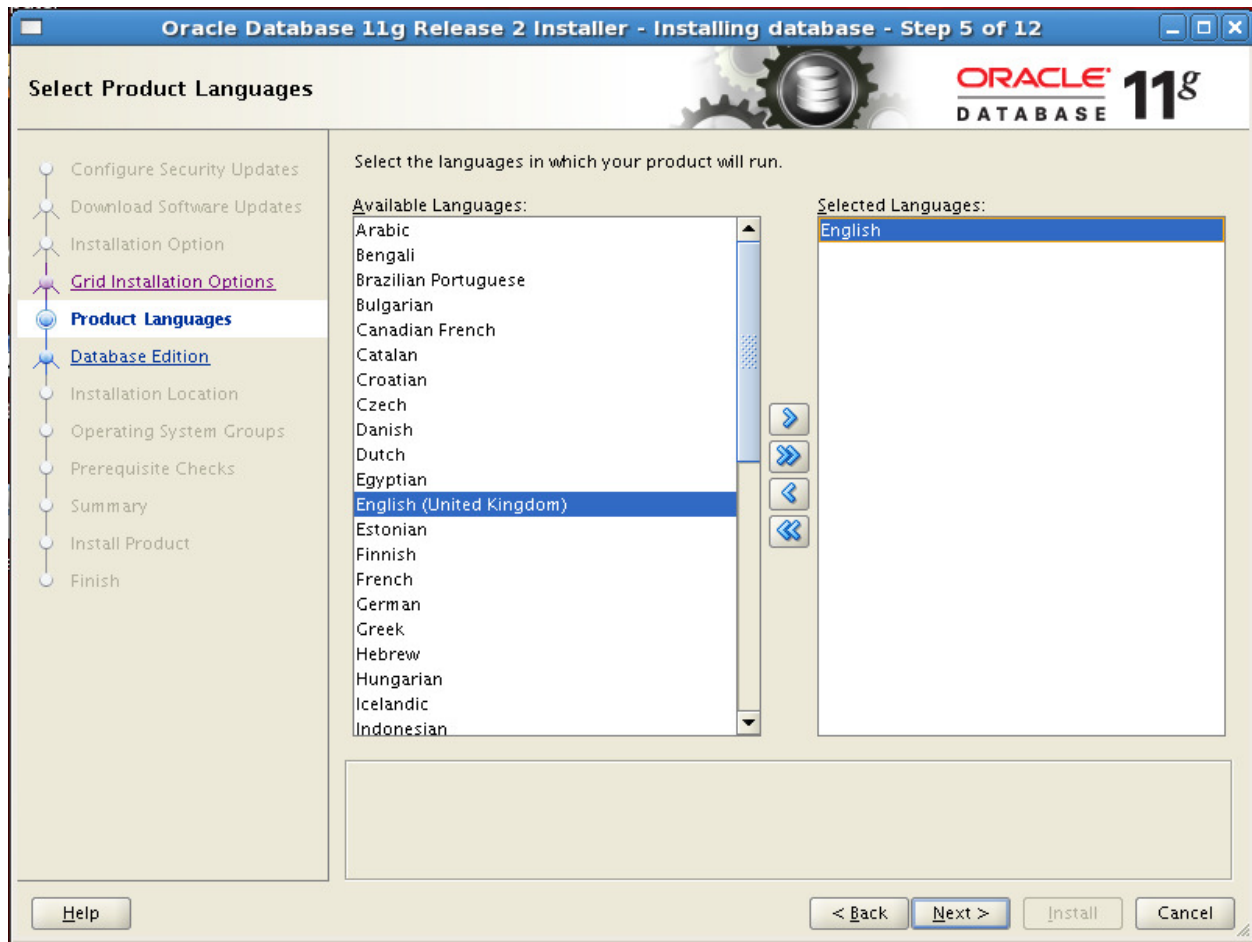 Oracle Database 11g Release 2 Installer - Installing database - Step 5 of 12
Select Product Languages
ORACLE
DATABASE
11g
Configure Security Updates
Download Software Updates
Installation Option
Grid Installation Options
Product Languages
Database Edition
Installation Location
Operating System Groups
Prerequisite Checks
Summary
Install Product
Finish
Select the languages in which your product will run.
Available Languages:
Arabic
Bengali
Brazilian Portuguese
Bulgarian
Canadian French
Catalan
Croatian
Czech
Danish
Dutch
Egyptian
English (United Kingdom)
Estonian
Finnish
French
German
Greek
Hebrew
Hungarian
Icelandic
Indonesian
Selected Languages:
English
Help
< Back
Next >
Install
Cancel